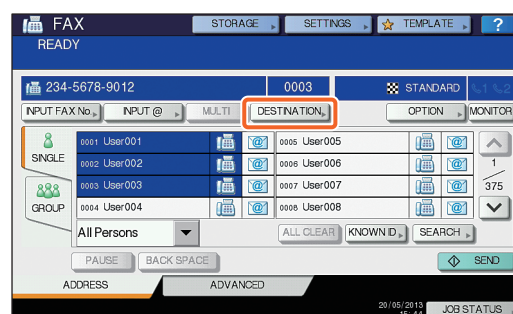 FAX STORAGE SETTINGS TEMPLATE ?
READY
234-5678-9012 0003 STANDARD
INPUT FAX No. INPUT @ MULTI DESTINATION OPTION MONITOR
SINGLE
GROUP
0001 User001 @ 0005 User005 @
0002 User002 @ 0006 User006 @
0003 User003 @ 0007 User007 @
0004 User004 @ 0008 User008 @
1
375
All Persons ALL CLEAR KNOWN ID SEARCH
PAUSE BACK SPACE SEND
ADDRESS ADVANCED
20/05/2013
15:44 JOB STATUS